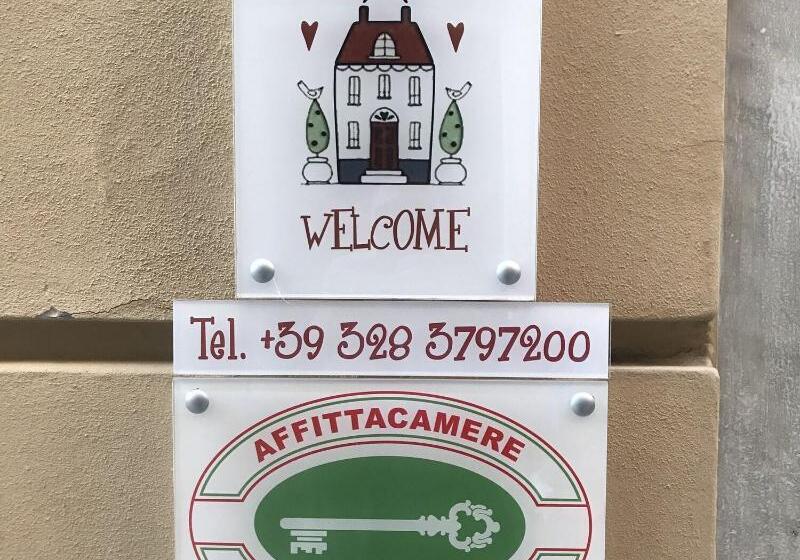 WELCOME
Tel. +39 328 3797200
AFFITTACAMERE